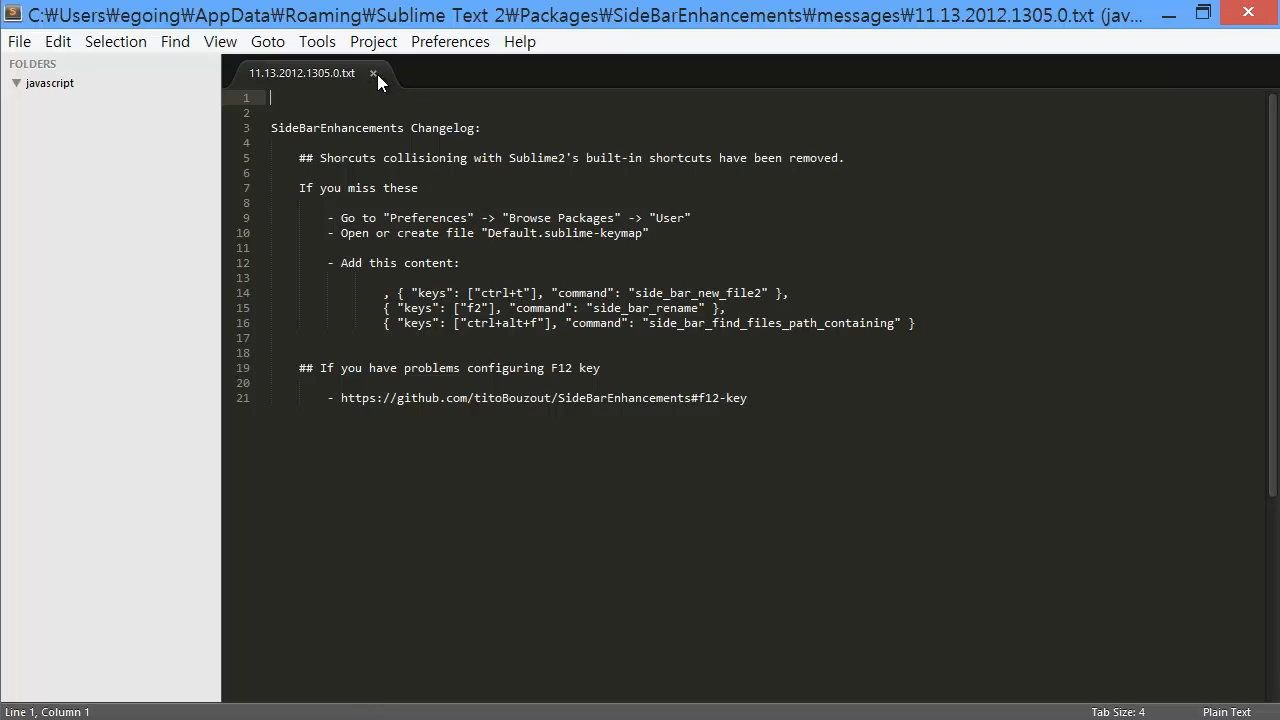 C:₩Users₩egoing₩AppData₩Roaming₩Sublime Text 2₩Packages₩SideBarEnhancements₩messages₩11.13.2012.1305.0.txt (jav...
File Edit Selection Find View Goto Tools Project Preferences Help
FOLDERS
javascript
11.13.2012.1305.0.txt
1
2
3 SideBarEnhancements Changelog:
4
5 ## Shorcuts collisioning with Sublime2's built-in shortcuts have been removed.
6
7 If you miss these
8
9 - Go to "Preferences" -> "Browse Packages" -> "User"
10 - Open or create file "Default.sublime-keymap"
11
12 - Add this content:
13
14 , { "keys": ["ctrl+t"], "command": "side_bar_new_file2" },
15 { "keys": ["f2"], "command": "side_bar_rename" },
16 { "keys": ["ctrl+alt+f"], "command": "side_bar_find_files_path_containing" }
17
18
19 ## If you have problems configuring F12 key
20
21 - https://github.com/titoBouzout/SideBarEnhancements#f12-key
Line 1, Column 1
Tab Size: 4
Plain Text